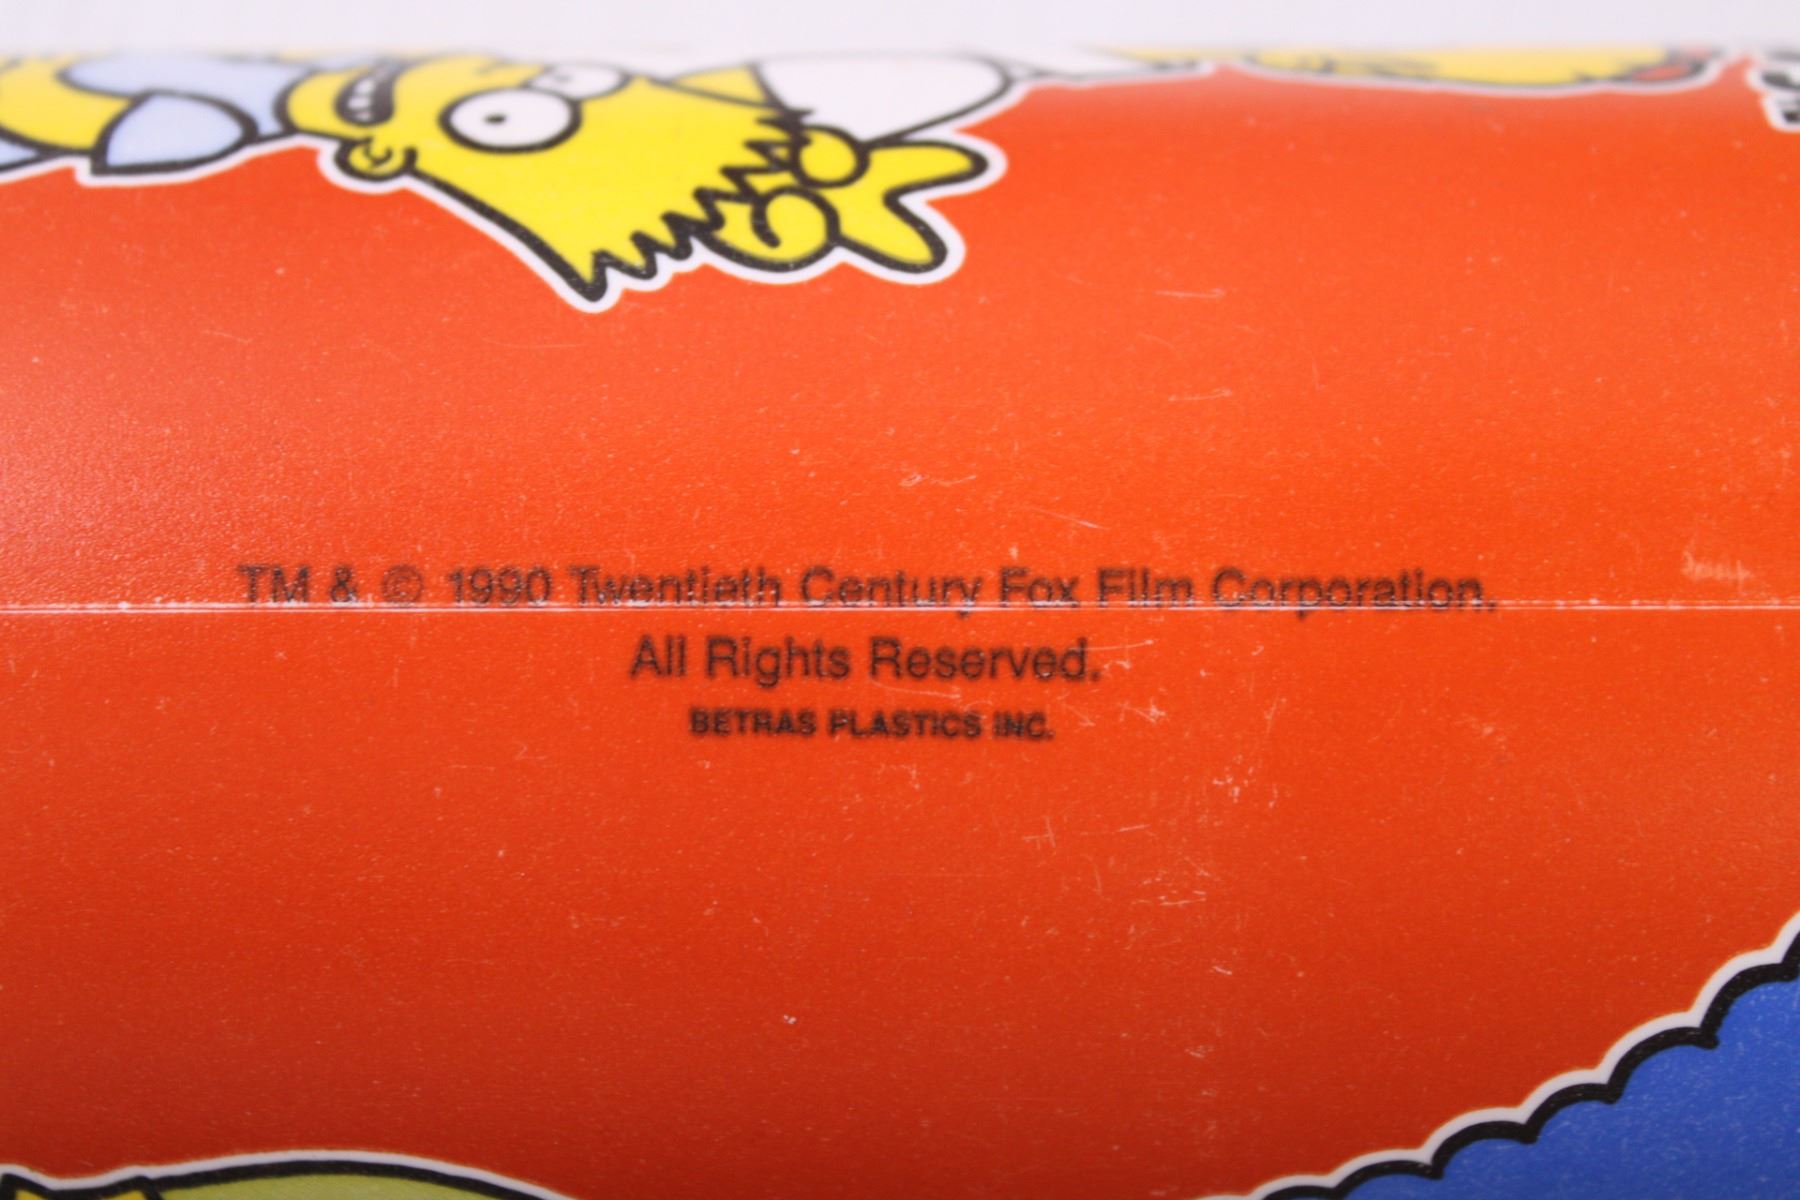 TM & © 1990 Twentieth Century Fox Film Corporation.
All Rights Reserved.
BETRAS PLASTICS INC.